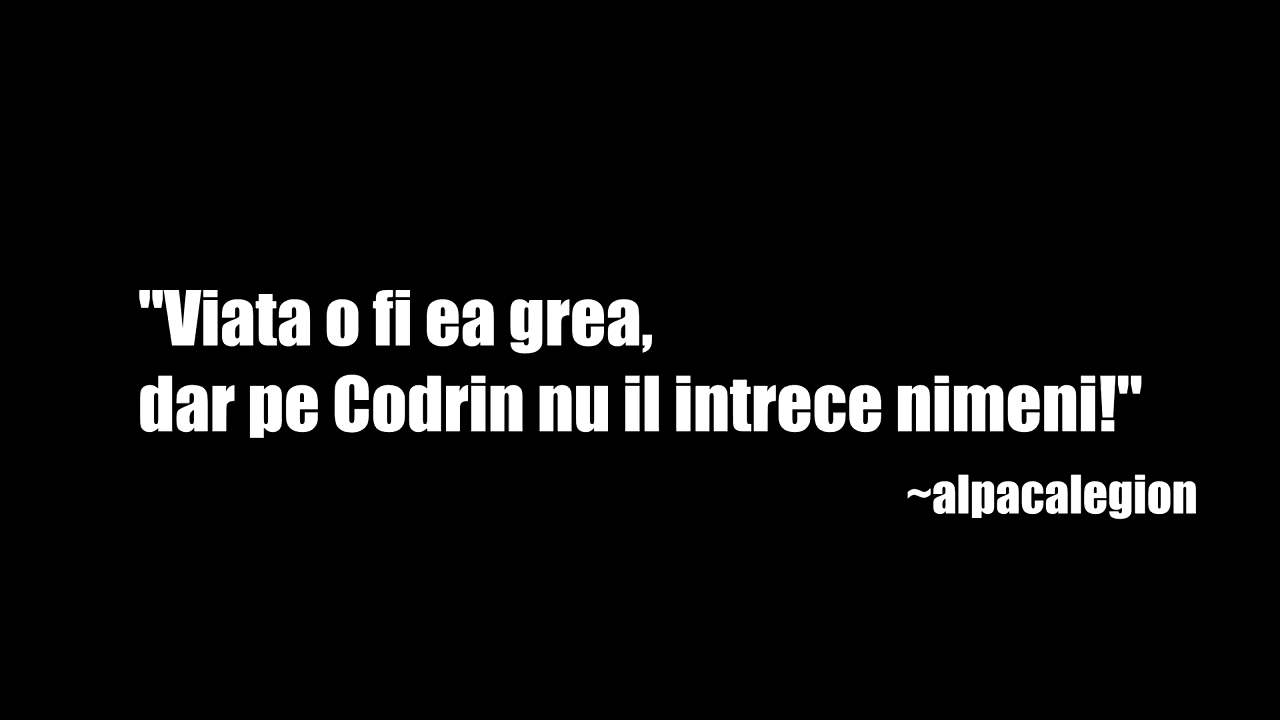 "Viata o fi ea grea,
dar pe Codrin nu il intrece nimeni!"
~alpacalegion